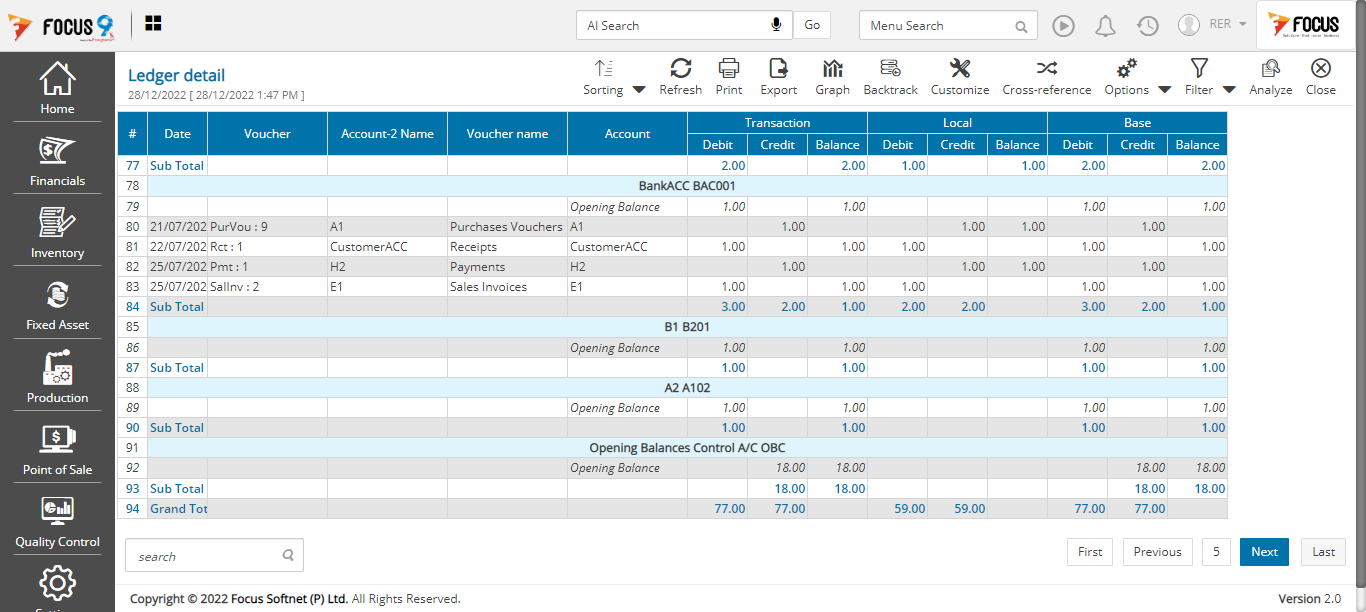 FOCUS 9
AI Search
Go
Menu Search
RER
FOCUS
Home
Financials
Inventory
Fixed Asset
Production
Point of Sale
Quality Control
Ledger detail
28/12/2022 [ 28/12/2022 1:47 PM ]
Sorting Refresh Print Export Graph Backtrack Customize Cross-reference Options Filter Analyze Close
# Date Voucher Account-2 Name Voucher name Account Transaction Local Base
Debit Credit Balance Debit Credit Balance Debit Credit Balance
77 Sub Total 2.00 2.00 1.00 1.00 2.00 2.00
78 BankACC BAC001
79 Opening Balance 1.00 1.00 1.00 1.00
80 21/07/202 PurVou : 9 A1 Purchases Vouchers A1 1.00 1.00 1.00 1.00
81 22/07/202 Rct : 1 CustomerACC Receipts CustomerACC 1.00 1.00 1.00 1.00 1.00
82 25/07/202 Pmt : 1 H2 Payments H2 1.00 1.00 1.00 1.00
83 25/07/202 SalInv : 2 E1 Sales Invoices E1 1.00 1.00 1.00 1.00 1.00
84 Sub Total 3.00 2.00 1.00 2.00 2.00 3.00 2.00 1.00
85 B1 B201
86 Opening Balance 1.00 1.00 1.00 1.00
87 Sub Total 1.00 1.00 1.00 1.00
88 A2 A102
89 Opening Balance 1.00 1.00 1.00 1.00
90 Sub Total 1.00 1.00 1.00 1.00
91 Opening Balances Control A/C OBC
92 Opening Balance 18.00 18.00 18.00 18.00
93 Sub Total 18.00 18.00 18.00 18.00
94 Grand Tot 77.00 77.00 59.00 59.00 77.00 77.00
search
First Previous 5 Next Last
Copyright © 2022 Focus Softnet (P) Ltd. All Rights Reserved.
Version 2.0